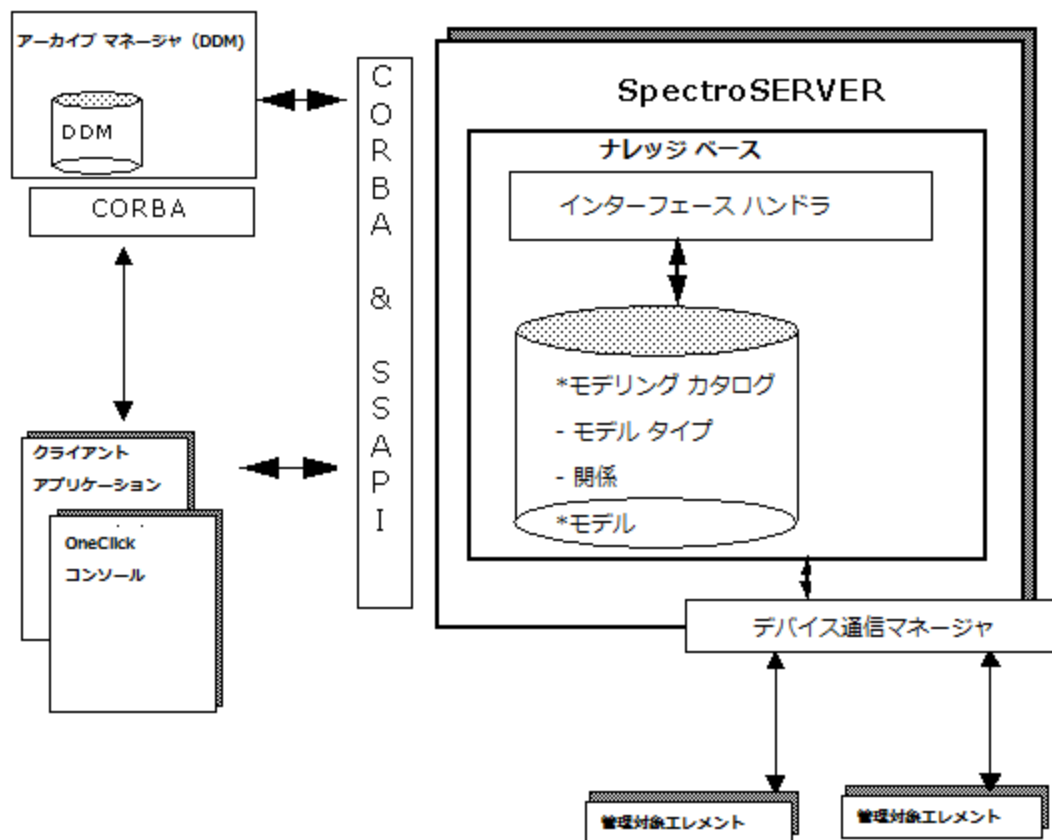 アーカイブ マネージャ（DDM）
DDM
CORBA
CORBA & SSAPI
SpectroSERVER
ナレッジ ベース
インターフェース ハンドラ
*モデリング カタログ
- モデル タイプ
- 関係
*モデル
クライアント
アプリケーション
OneClick
コンソール
デバイス通信マネージャ
管理対象エレメント
管理対象エレメント